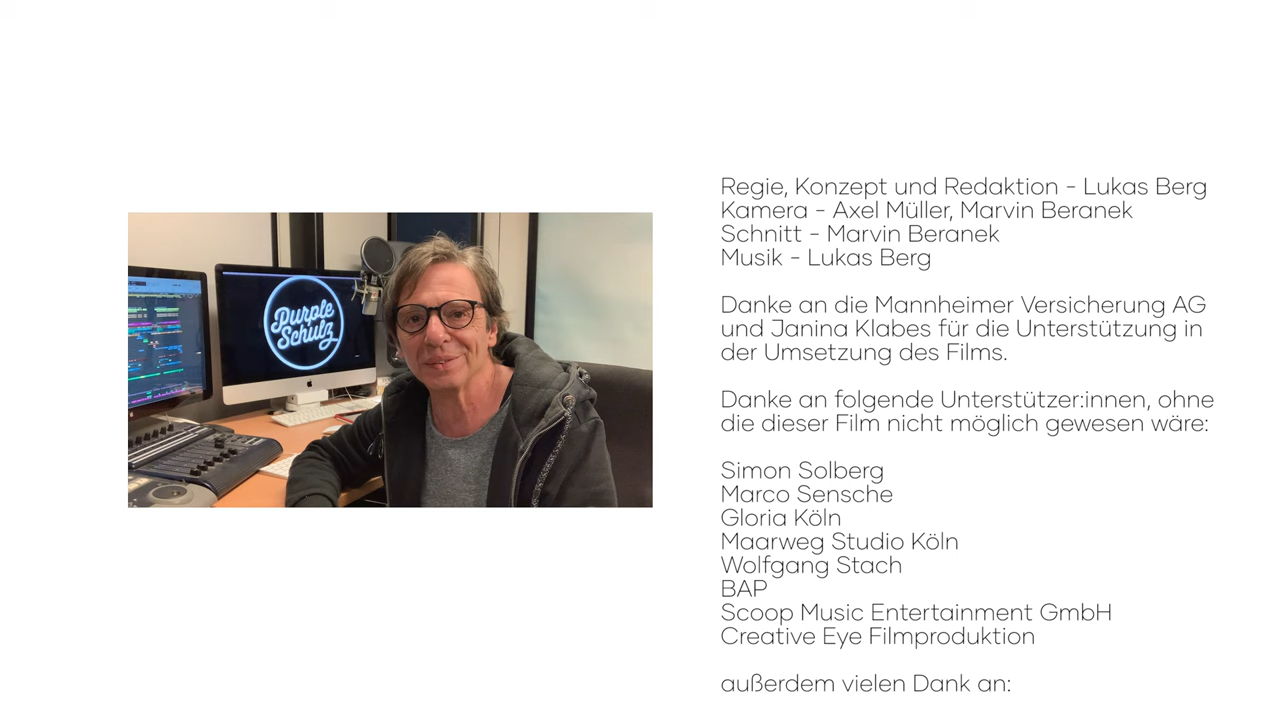 Purple
Schulz
Regie, Konzept und Redaktion - Lukas Berg
Kamera - Axel Müller, Marvin Beranek
Schnitt - Marvin Beranek
Musik - Lukas Berg
Danke an die Mannheimer Versicherung AG
und Janina Klabes für die Unterstützung in
der Umsetzung des Films.
Danke an folgende Unterstützer:innen, ohne
die dieser Film nicht möglich gewesen wäre:
Simon Solberg
Marco Sensche
Gloria Köln
Maarweg Studio Köln
Wolfgang Stach
BAP
Scoop Music Entertainment GmbH
Creative Eye Filmproduktion
außerdem vielen Dank an: